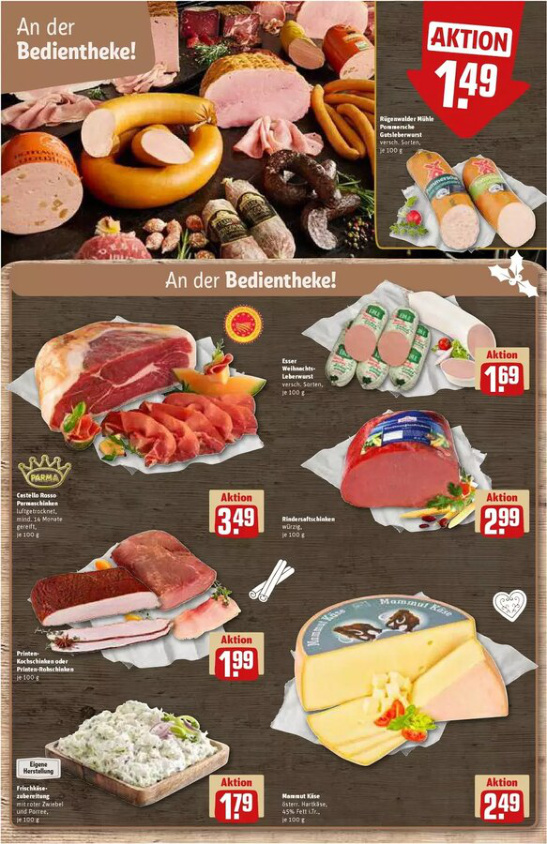 An der
Bedientheke!
AKTION
1.49
Rügenwalder Mühle
Pommersche
Gutsleberwurst
versch. Sorten,
je 100 g
An der Bedientheke!
Esser
Weihnachts-
Leberwurst
versch. Sorten,
je 100 g
Aktion
1.69
PARMA
Castello Rosso
Parmaschinken
luftgetrocknet,
mind. 14 Monate
gereift,
je 100 g
Aktion
3.49
Rindersaftschinken
würzig,
je 100 g
Aktion
2.99
Printen-
Kochschinken oder
Printen-Rohschinken
je 100 g
Aktion
1.99
Mammut Käse
Mammut Käse
Eigene
Herstellung
Frischkäse-
zubereitung
mit roter Zwiebel
und Porree,
je 100 g
Aktion
1.79
Mammut Käse
österr. Hartkäse,
45% Fett i.Tr.,
je 100 g
Aktion
2.49